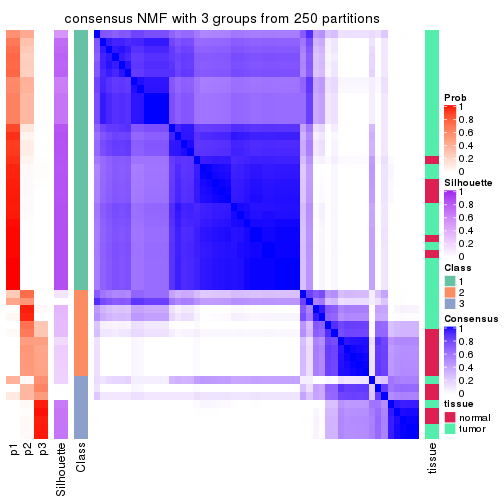 consensus NMF with 3 groups from 250 partitions
Prob
1
0.8
0.6
0.4
0.2
0
Silhouette
1
0.8
0.6
0.4
0.2
0
Class
1
2
3
Consensus
1
0.8
0.6
0.4
0.2
0
tissue
normal
tumor
p1
p2
p3
Silhouette
Class
tissue